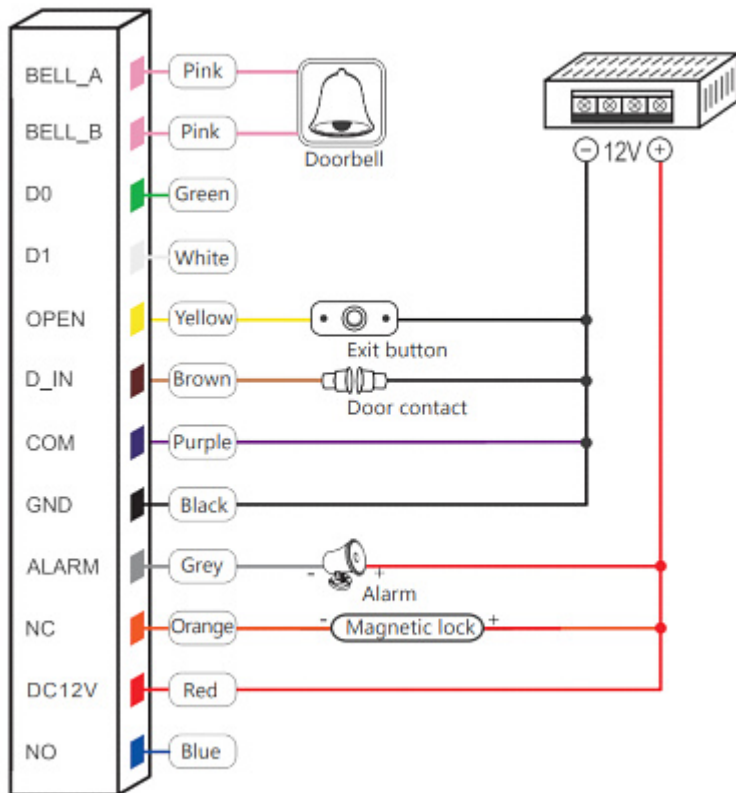 BELL_A Pink
12V
BELL_B Pink
Doorbell
D0 Green
D1 White
OPEN Yellow
Exit button
D_IN Brown
Door contact
COM Purple
GND Black
ALARM Grey - +
Alarm
NC Orange - Magnetic lock +
DC12V Red
NO Blue